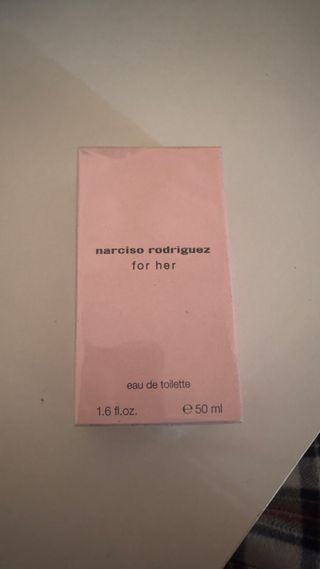 narciso rodriguez
for her
eau de toilette
1.6 fl.oz. ℮ 50 ml